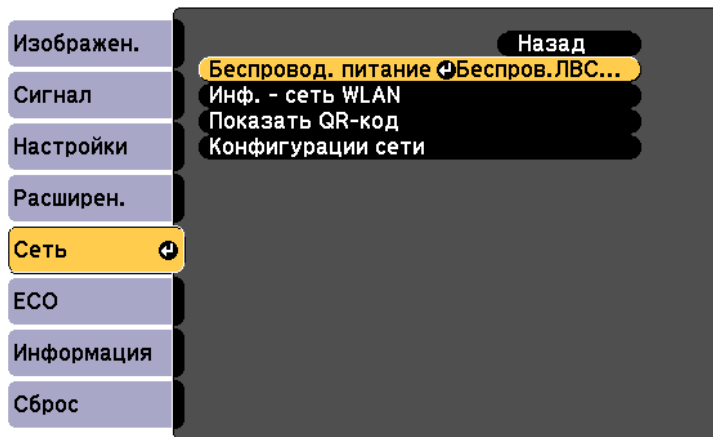 Изображен.
Сигнал
Настройки
Расширен.
Сеть
ECO
Информация
Сброс
Назад
Беспровод. питание Беспров.ЛВС...
Инф. - сеть WLAN
Показать QR-код
Конфигурации сети